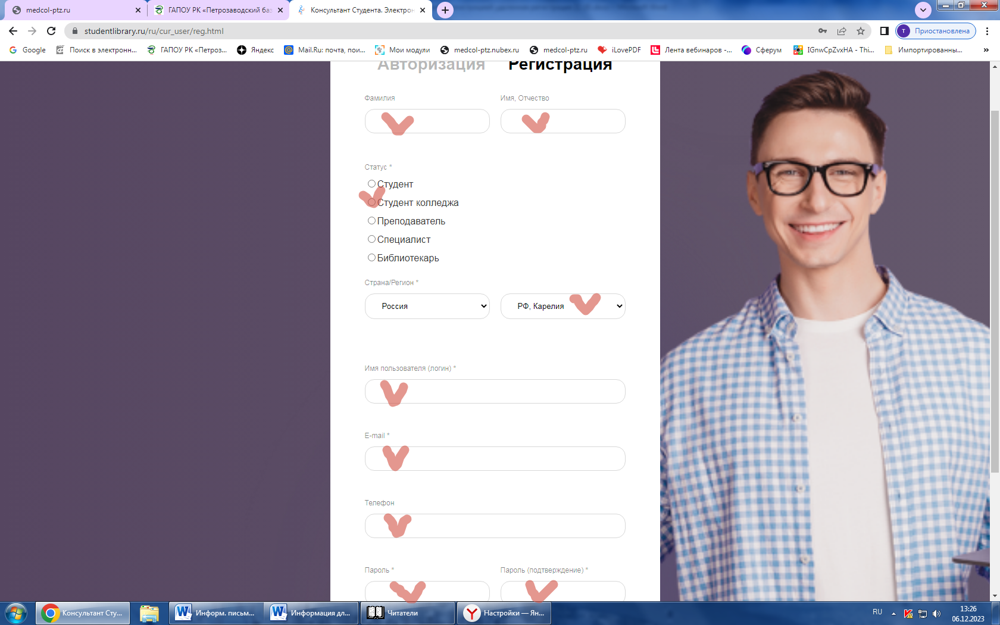 medcol-ptz.ru
ГАПОУ РК «Петрозаводский баз
Консультант Студента. Электрон
studentlibrary.ru/ru/cur_user/reg.html
Т Приостановлена
Google Поиск в электронн... ГАПОУ РК «Петроз... Яндекс Mail.Ru: почта, пои... Мои модули medcol-ptz.nubex.ru medcol-ptz.ru iLovePDF Лента вебинаров -... Сферум IGnwCpZvxHA - Thi... Импортированны... »
Авторизация Регистрация
Фамилия Имя, Отчество
Статус *
Студент
Студент колледжа
Преподаватель
Специалист
Библиотекарь
Страна/Регион *
Россия РФ, Карелия
Имя пользователя (логин) *
E-mail *
Телефон
Пароль * Пароль (подтверждение) *
Консультант Сту... Информ. письм... Информация дл... Читатели Настройки — Ян... RU 13:26
06.12.2023